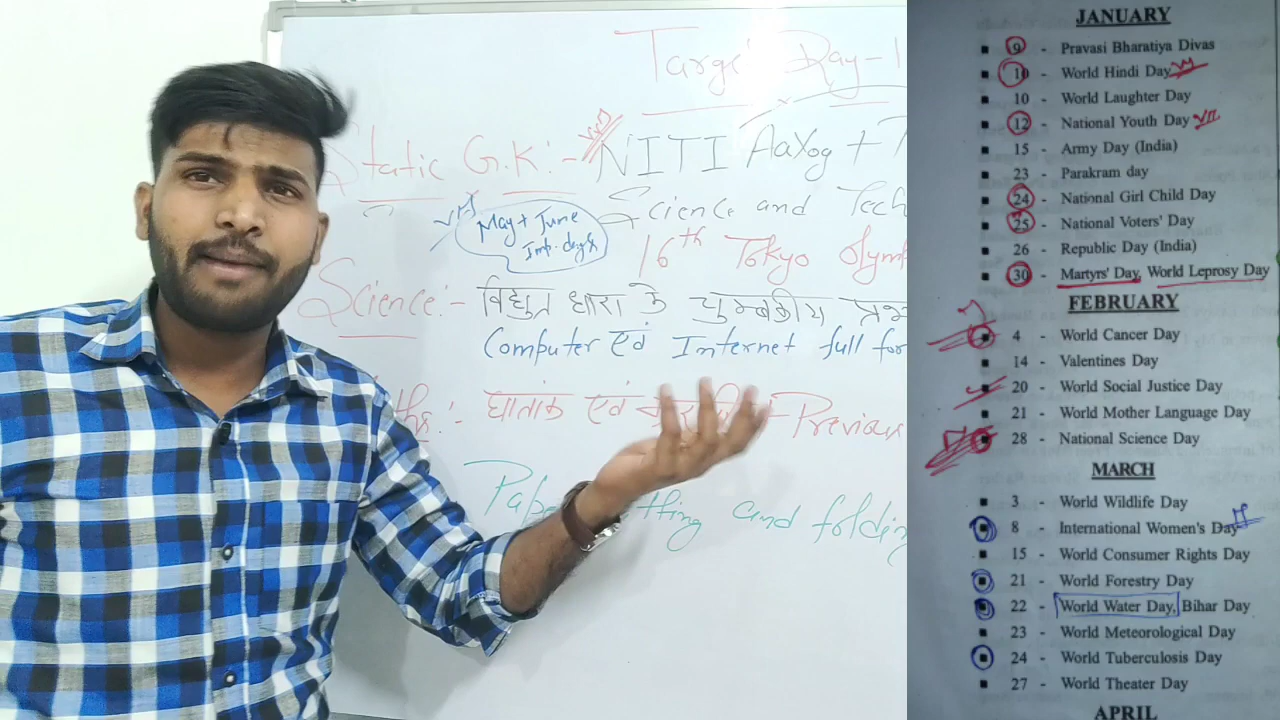 Target Day-1
Static G.K:- NITI Aayog +
VVI
VVI
May + June
Imp. days
Science and Tech
16th Tokyo Olymp
Science:- विद्युत धारा के चुम्बकीय
Computer एवं Internet full for
ths:- घातांक एवं Previous
Pape tting and folding
JANUARY
9 - Pravasi Bharatiya Divas
10 - World Hindi Day
10 - World Laughter Day
12 - National Youth Day
15 - Army Day (India)
23 - Parakram day
24 - National Girl Child Day
25 - National Voters' Day
26 - Republic Day (India)
30 - Martyrs' Day, World Leprosy Day
FEBRUARY
4 - World Cancer Day
14 - Valentines Day
20 - World Social Justice Day
21 - World Mother Language Day
28 - National Science Day
MARCH
3 - World Wildlife Day
8 - International Women's Day
15 - World Consumer Rights Day
21 - World Forestry Day
22 - World Water Day, Bihar Day
23 - World Meteorological Day
24 - World Tuberculosis Day
27 - World Theater Day
APRIL